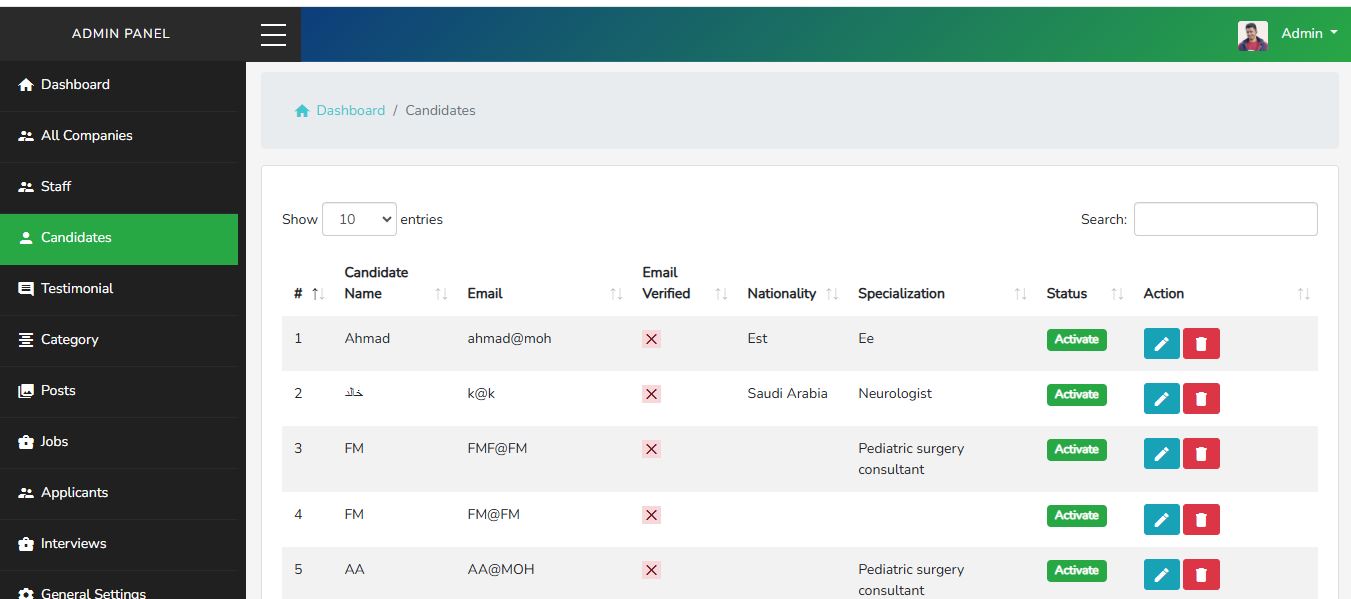 ADMIN PANEL
Admin
Dashboard
All Companies
Staff
Candidates
Testimonial
Category
Posts
Jobs
Applicants
Interviews
General Settings
Dashboard / Candidates
Show 10 entries
Search:
# Candidate Name Email Email Verified Nationality Specialization Status Action
1 Ahmad ahmad@moh Est Ee Activate
2 خالد k@k Saudi Arabia Neurologist Activate
3 FM FMF@FM Pediatric surgery Activate
consultant
4 FM FM@FM Activate
5 AA AA@MOH Pediatric surgery Activate
consultant